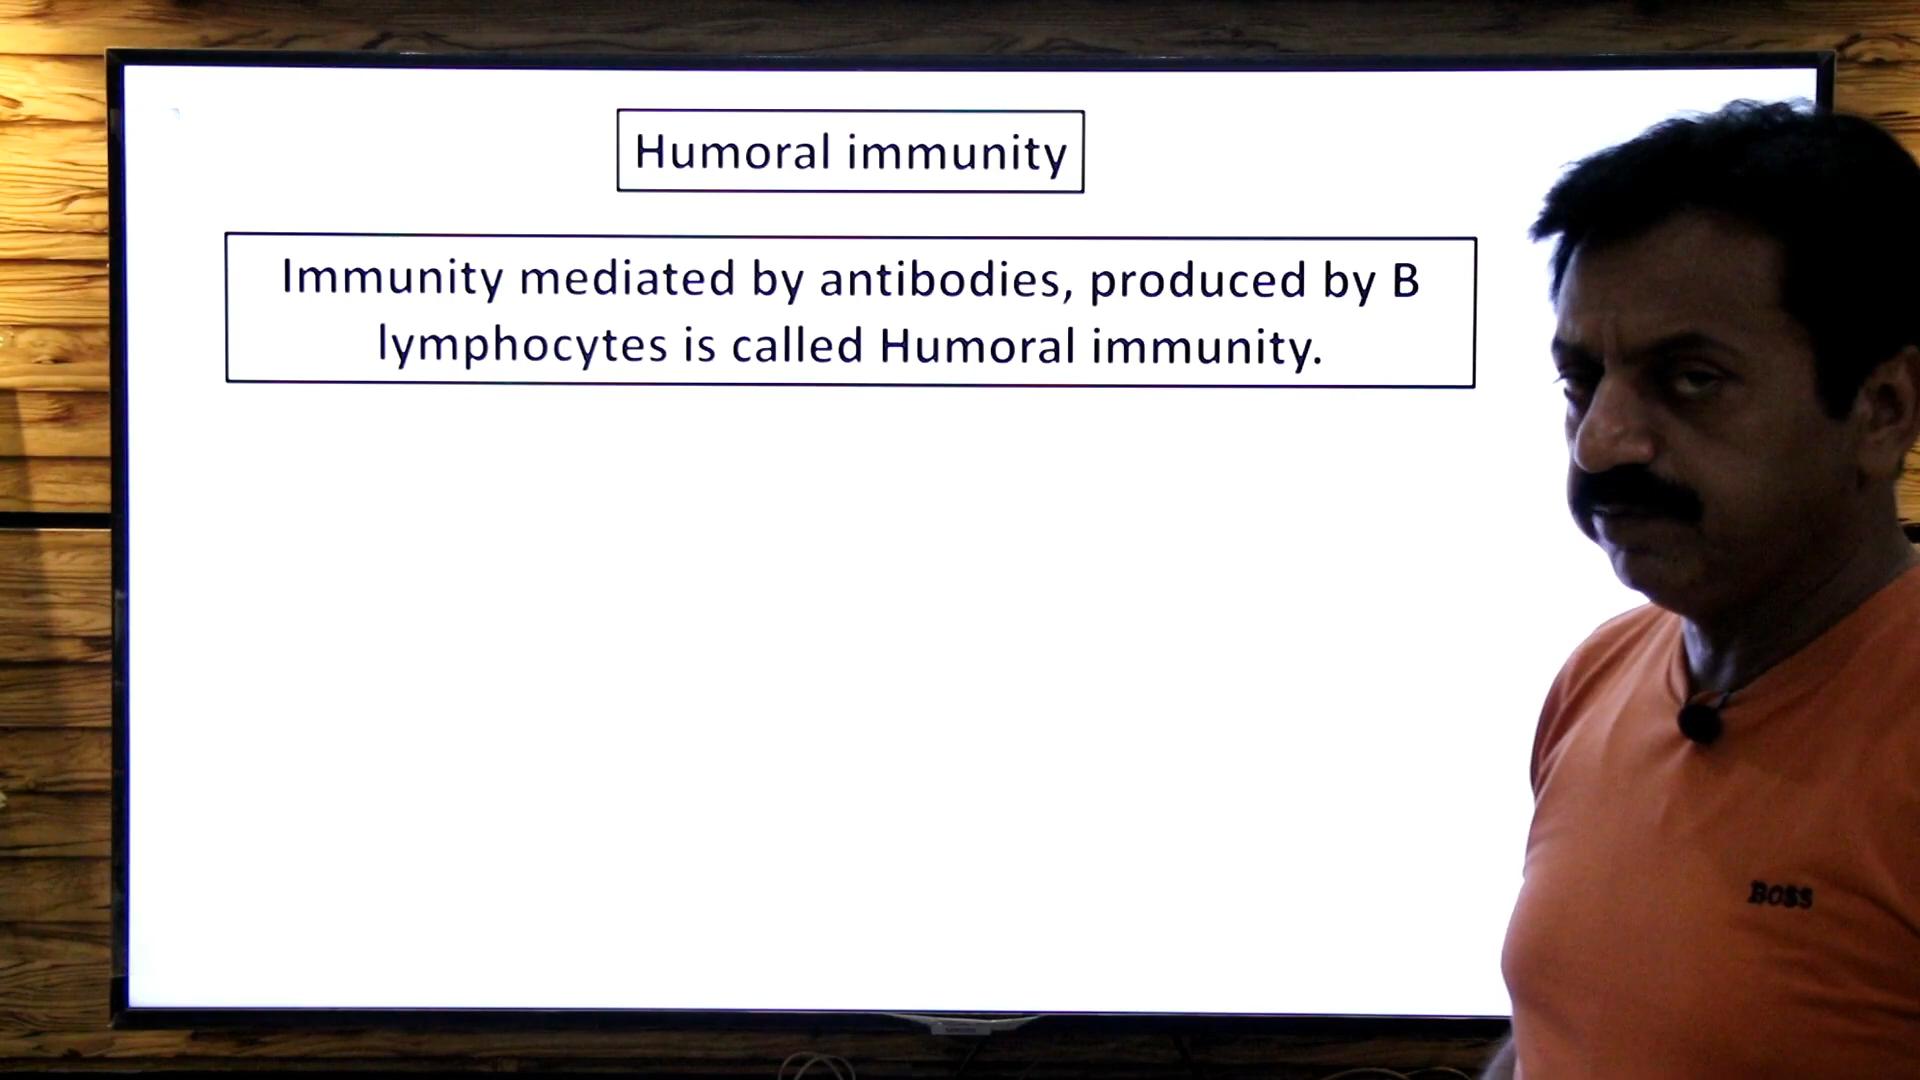 Humoral immunity
Immunity mediated by antibodies, produced by B
lymphocytes is called Humoral immunity.
BOSS